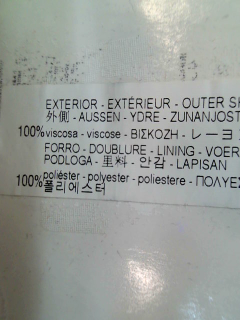 EXTERIOR - EXTÉRIEUR - OUTER S
外側 - AUSSEN - YDRE - ZUNANJOST
100% viscosa - viscose - ΒΙΣΚΟΖΗ - レーヨ
FORRO - DOUBLURE - LINING - VOER
PODLOGA - 里料 - 안감 - LAPISAN
100% poliéster - polyester - poliestere - ΠΟΛΥΕΣ
폴리에스터